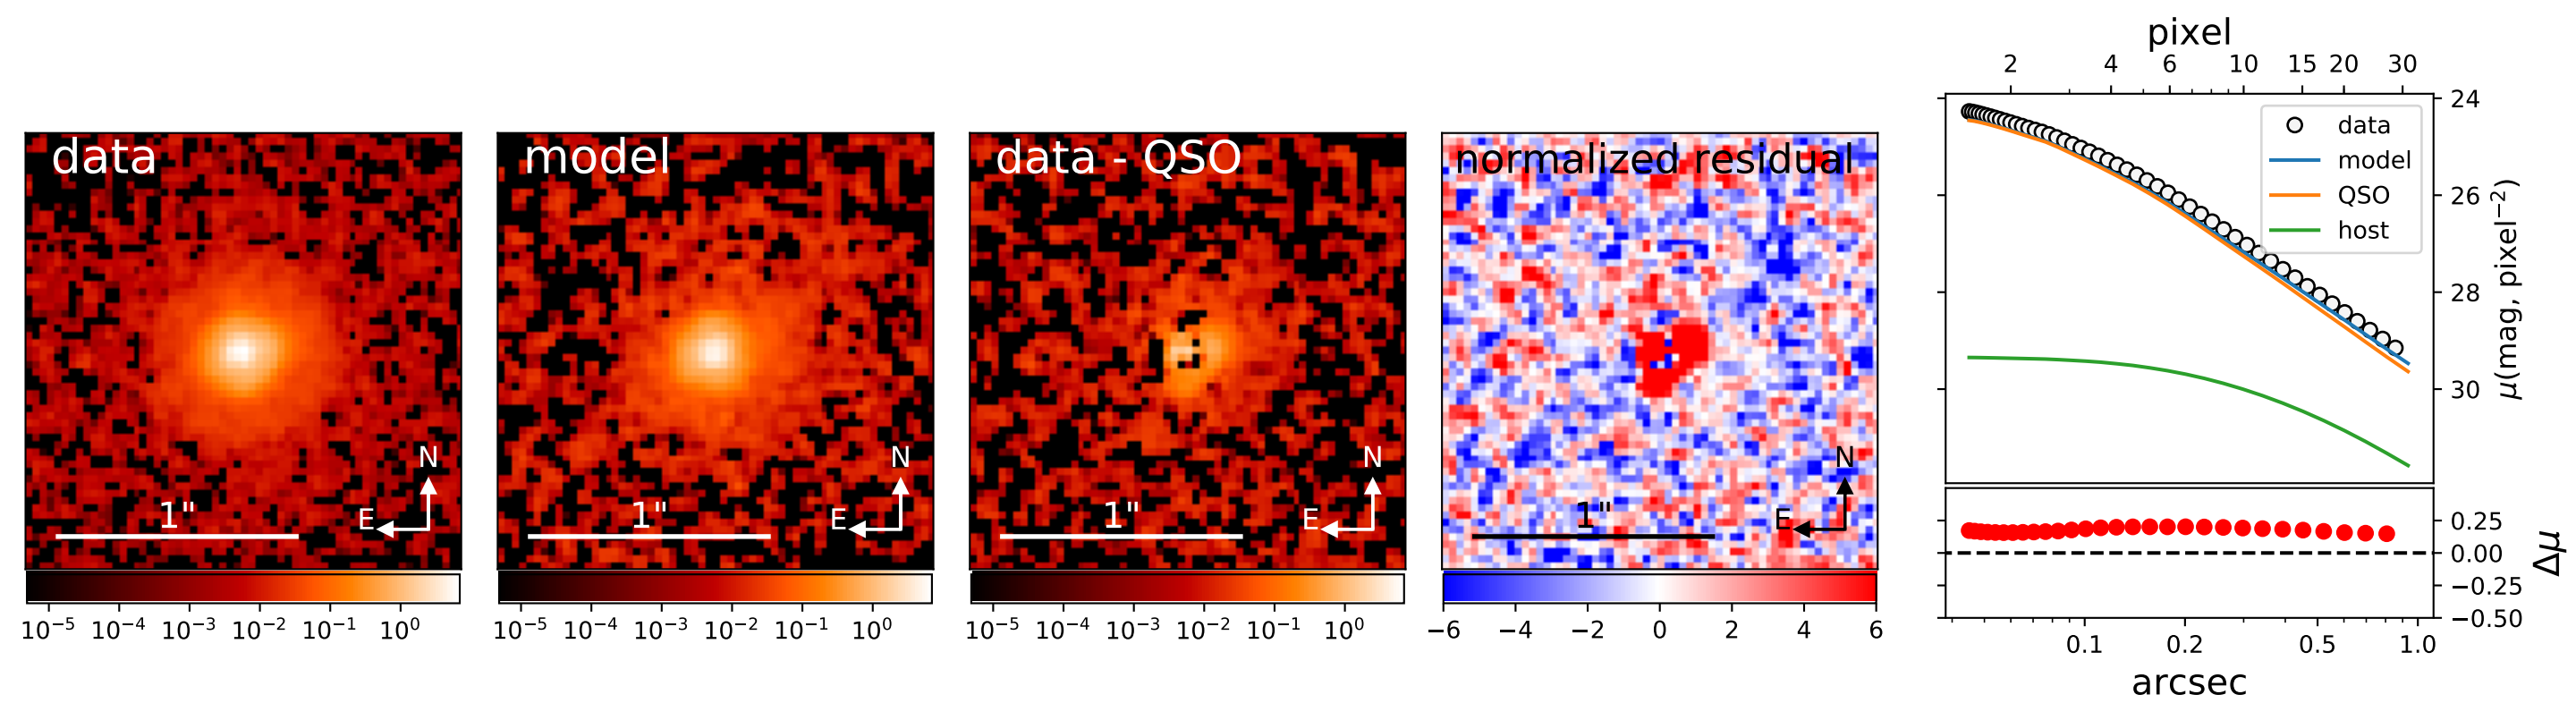 data
N
E
1"
10⁻⁵ 10⁻⁴ 10⁻³ 10⁻² 10⁻¹ 10⁰
model
N
E
1"
10⁻⁵ 10⁻⁴ 10⁻³ 10⁻² 10⁻¹ 10⁰
data - QSO
N
E
1"
10⁻⁵ 10⁻⁴ 10⁻³ 10⁻² 10⁻¹ 10⁰
normalized residual
N
E
1"
−6 −4 −2 0 2 4 6
pixel
2 4 6 10 15 20 30
data
model
QSO
host
24
26
28
30
μ(mag, pixel⁻²)
0.25
0.00
−0.25
−0.50
Δμ
0.1 0.2 0.5 1.0
arcsec